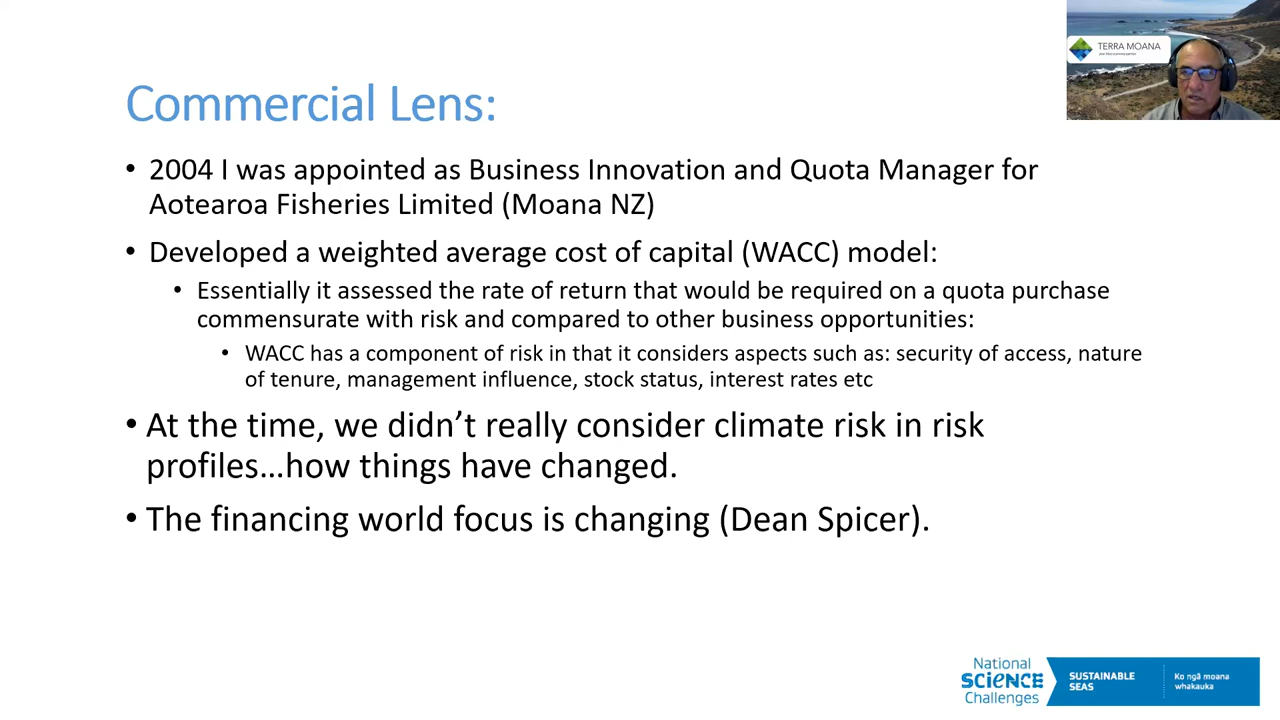 TERRA MOANA
Commercial Lens:
• 2004 I was appointed as Business Innovation and Quota Manager for
Aotearoa Fisheries Limited (Moana NZ)
• Developed a weighted average cost of capital (WACC) model:
• Essentially it assessed the rate of return that would be required on a quota purchase
commensurate with risk and compared to other business opportunities:
• WACC has a component of risk in that it considers aspects such as: security of access, nature
of tenure, management influence, stock status, interest rates etc
• At the time, we didn’t really consider climate risk in risk
profiles…how things have changed.
• The financing world focus is changing (Dean Spicer).
National
SCiENCE
Challenges
SUSTAINABLE
SEAS
Ko ngā moana
whakauka